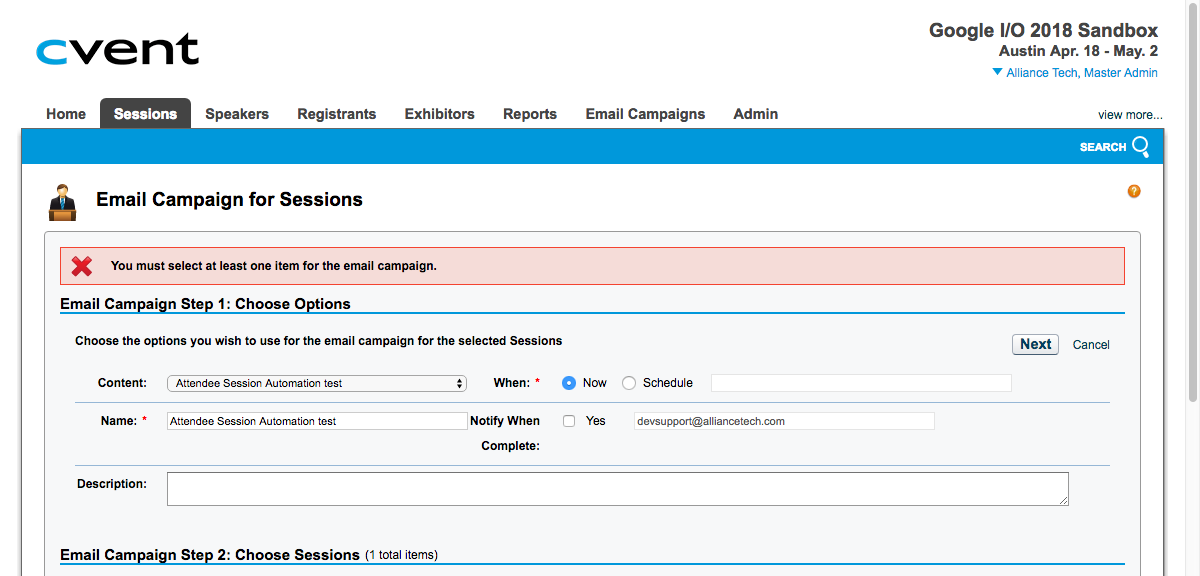 cvent
Google I/O 2018 Sandbox
Austin Apr. 18 - May. 2
Alliance Tech, Master Admin
Home Sessions Speakers Registrants Exhibitors Reports Email Campaigns Admin view more...
SEARCH
Email Campaign for Sessions
?
You must select at least one item for the email campaign.
Email Campaign Step 1: Choose Options
Choose the options you wish to use for the email campaign for the selected Sessions Next Cancel
Content: Attendee Session Automation test When: * Now Schedule
Name: * Attendee Session Automation test Notify When Yes devsupport@alliancetech.com
Complete:
Description:
Email Campaign Step 2: Choose Sessions (1 total items)